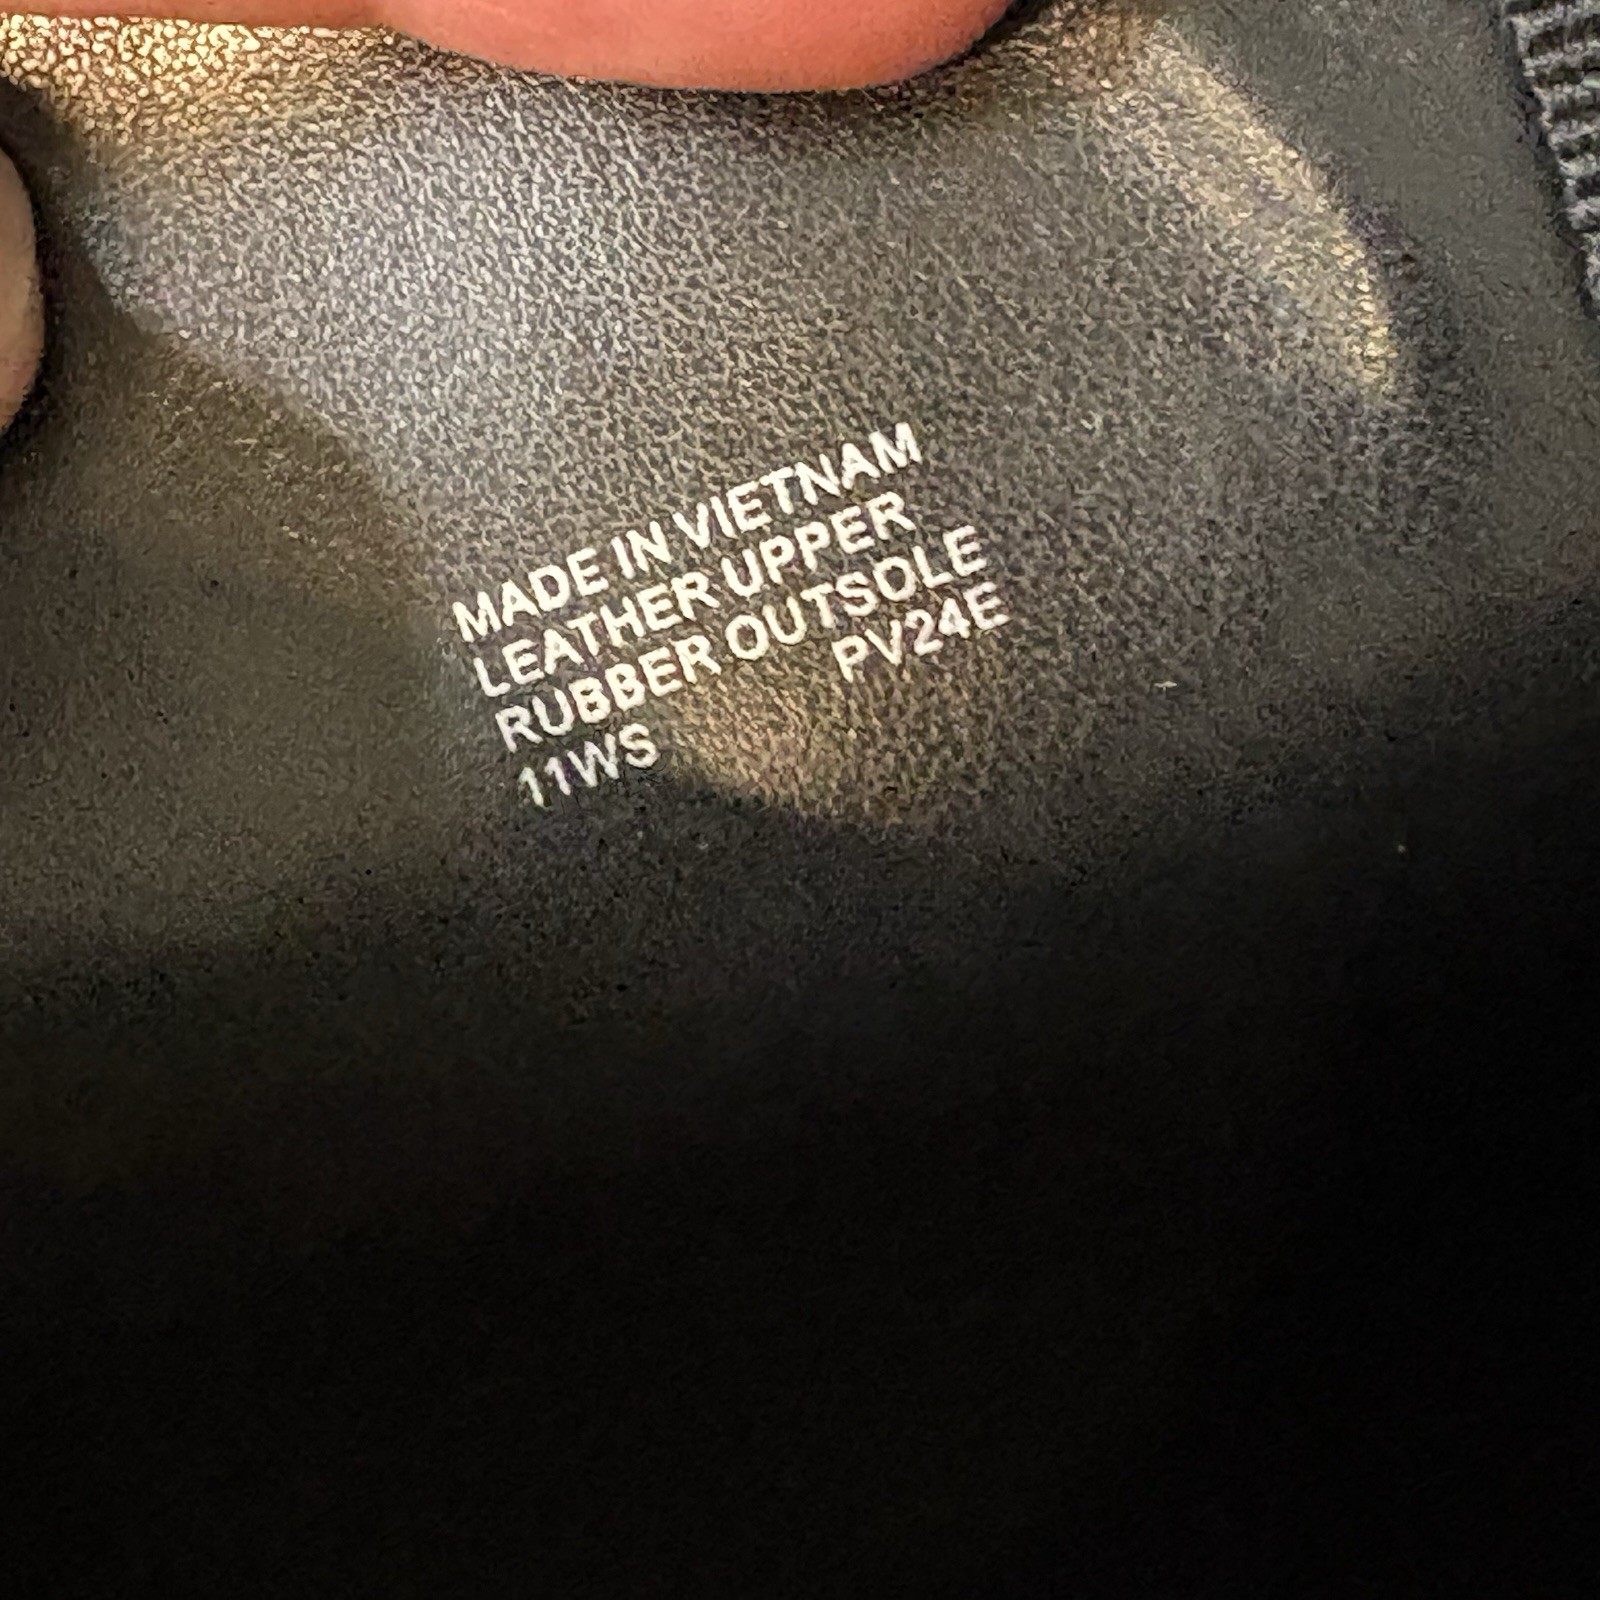 MADE IN VIETNAM
LEATHER UPPER
RUBBER OUTSOLE
PV24E
11WS